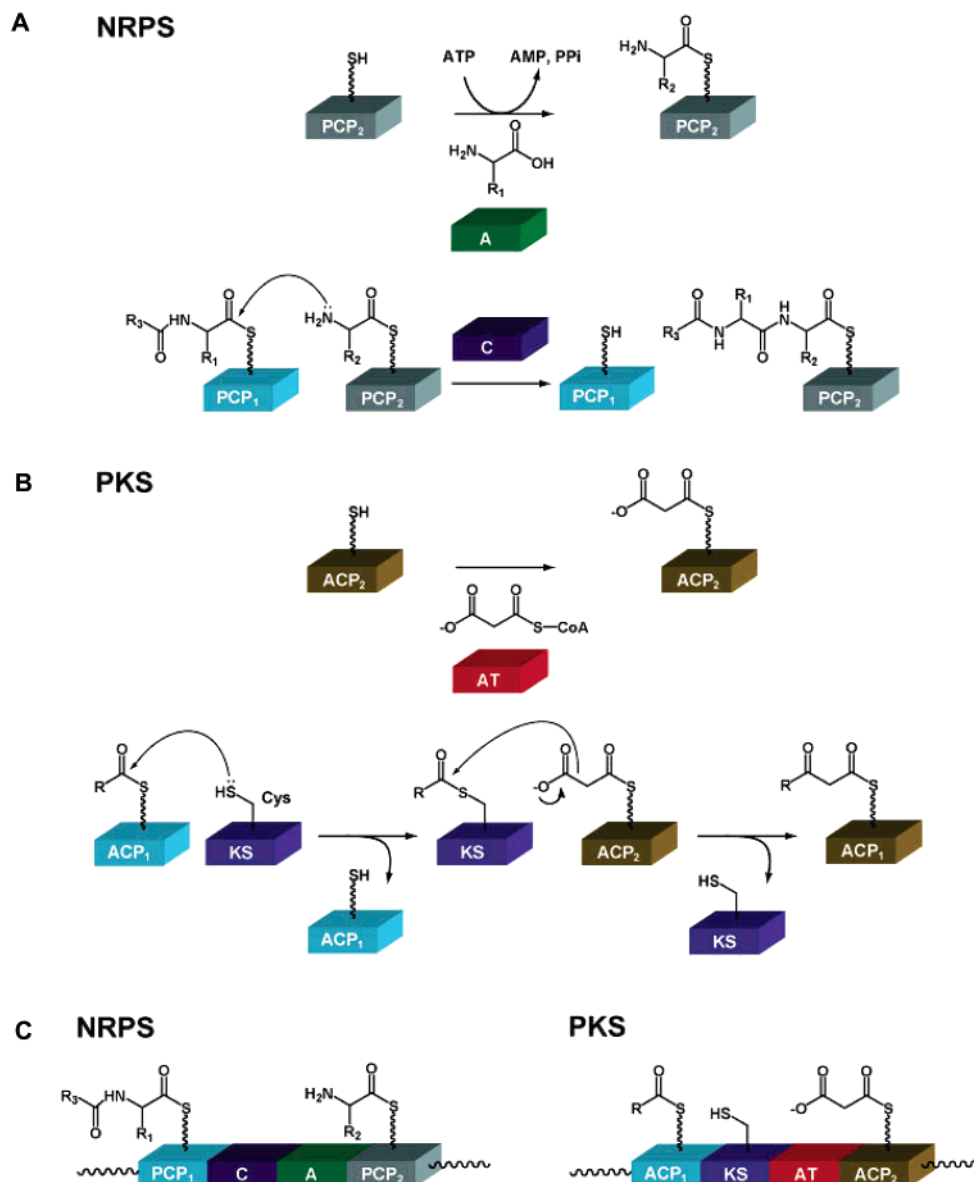 A NRPS
SH ATP AMP, PPi H₂N O S R₂
PCP₂ PCP₂
H₂N O OH R₁
A
R₃ O HN O S R₁ H₂N O S R₂ C SH R₃ O N H R₁ O H N O S R₂
PCP₁ PCP₂ PCP₁ PCP₂
B PKS
SH -O O O S
ACP₂ ACP₂
-O O O S—CoA
AT
R O S HS Cys R O S -O O O S R O O S
ACP₁ KS KS ACP₂ ACP₁
SH HS
ACP₁ KS
C NRPS PKS
R₃ O HN O S R₁ H₂N O S R₂ R O S HS -O O O S
PCP₁ C A PCP₂ ACP₁ KS AT ACP₂